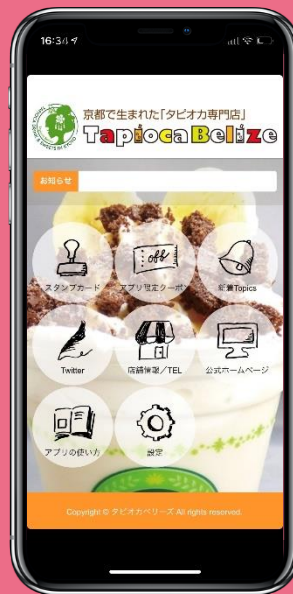 16:34
京都で生まれた「タピオカ専門店」
Tapioca Belize
お知らせ
off
スタンプカード
アプリ限定クーポン
新着Topics
Twitter
店舗情報／TEL
公式ホームページ
アプリの使い方
設定
Copyright © タピオカベリーズ All rights reserved.